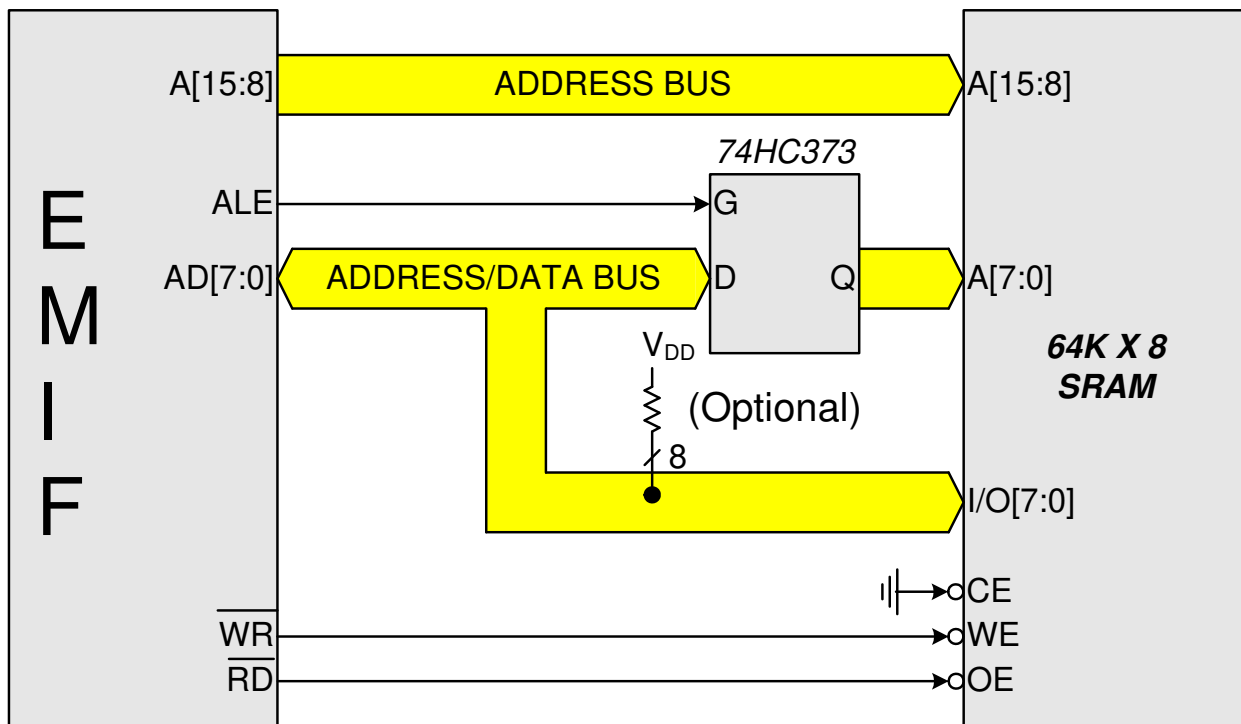 A[15:8]
ADDRESS BUS
A[15:8]
74HC373
E
M
I
F
ALE
G
AD[7:0]
ADDRESS/DATA BUS
D
Q
A[7:0]
64K X 8
SRAM
VDD
(Optional)
8
I/O[7:0]
CE
WR
WE
RD
OE